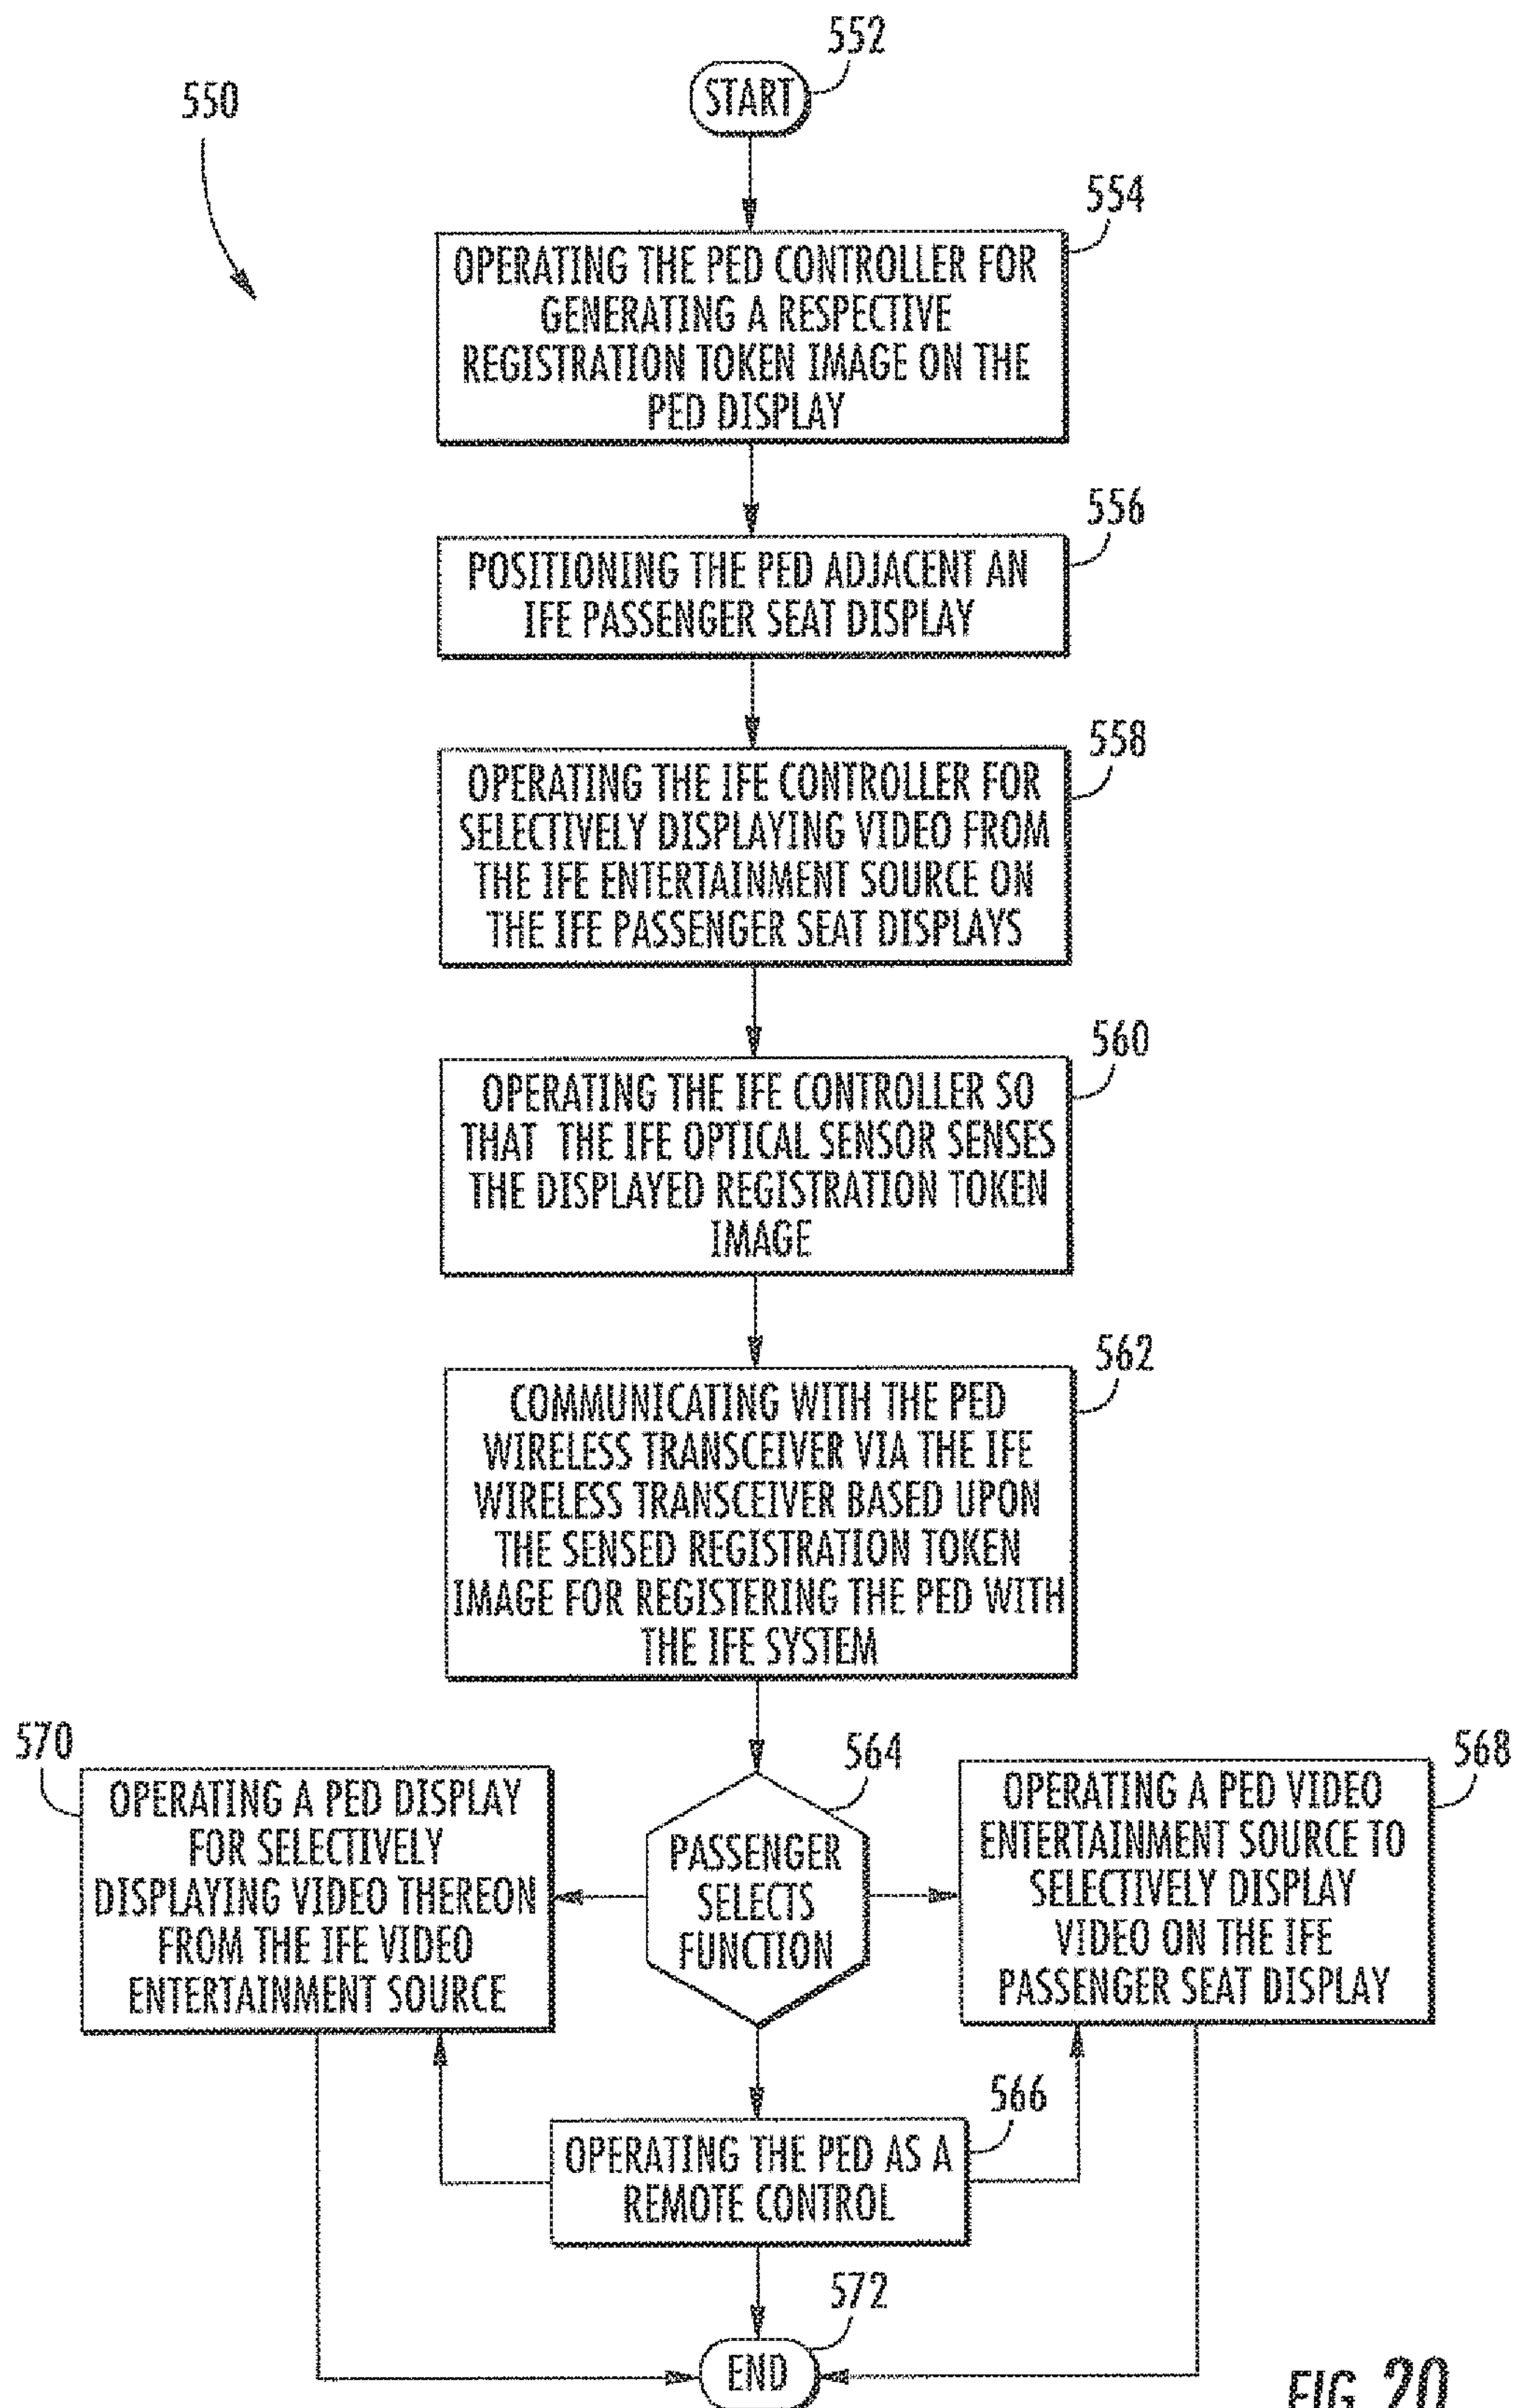 552
START
550
554
OPERATING THE PED CONTROLLER FOR
GENERATING A RESPECTIVE
REGISTRATION TOKEN IMAGE ON THE
PED DISPLAY
556
POSITIONING THE PED ADJACENT AN
IFE PASSENGER SEAT DISPLAY
558
OPERATING THE IFE CONTROLLER FOR
SELECTIVELY DISPLAYING VIDEO FROM
THE IFE ENTERTAINMENT SOURCE ON
THE IFE PASSENGER SEAT DISPLAYS
560
OPERATING THE IFE CONTROLLER SO
THAT THE IFE OPTICAL SENSOR SENSES
THE DISPLAYED REGISTRATION TOKEN
IMAGE
562
COMMUNICATING WITH THE PED
WIRELESS TRANSCEIVER VIA THE IFE
WIRELESS TRANSCEIVER BASED UPON
THE SENSED REGISTRATION TOKEN
IMAGE FOR REGISTERING THE PED WITH
THE IFE SYSTEM
570
OPERATING A PED DISPLAY
FOR SELECTIVELY
DISPLAYING VIDEO THEREON
FROM THE IFE VIDEO
ENTERTAINMENT SOURCE
564
PASSENGER
SELECTS
FUNCTION
568
OPERATING A PED VIDEO
ENTERTAINMENT SOURCE TO
SELECTIVELY DISPLAY
VIDEO ON THE IFE
PASSENGER SEAT DISPLAY
566
OPERATING THE PED AS A
REMOTE CONTROL
572
END
FIG. 20